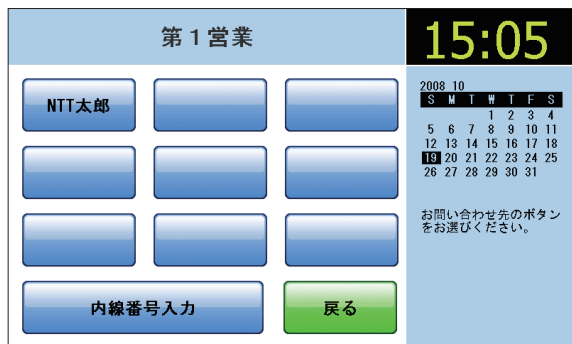 第１営業
15:05
NTT太郎
2008 10
S M T W T F S
1 2 3 4
5 6 7 8 9 10 11
12 13 14 15 16 17 18
19 20 21 22 23 24 25
26 27 28 29 30 31
お問い合わせ先のボタン
をお選びください。
内線番号入力
戻る